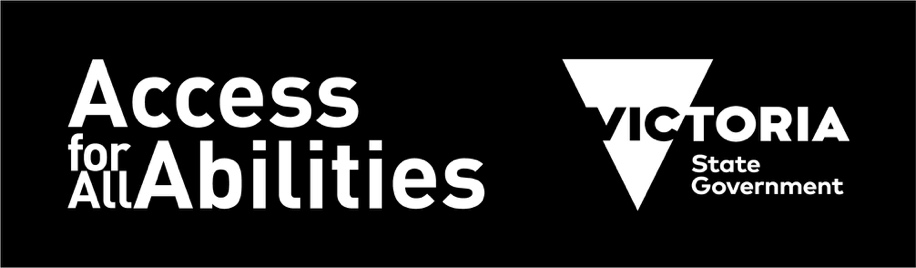 Access
for
All Abilities
VICTORIA
State
Government